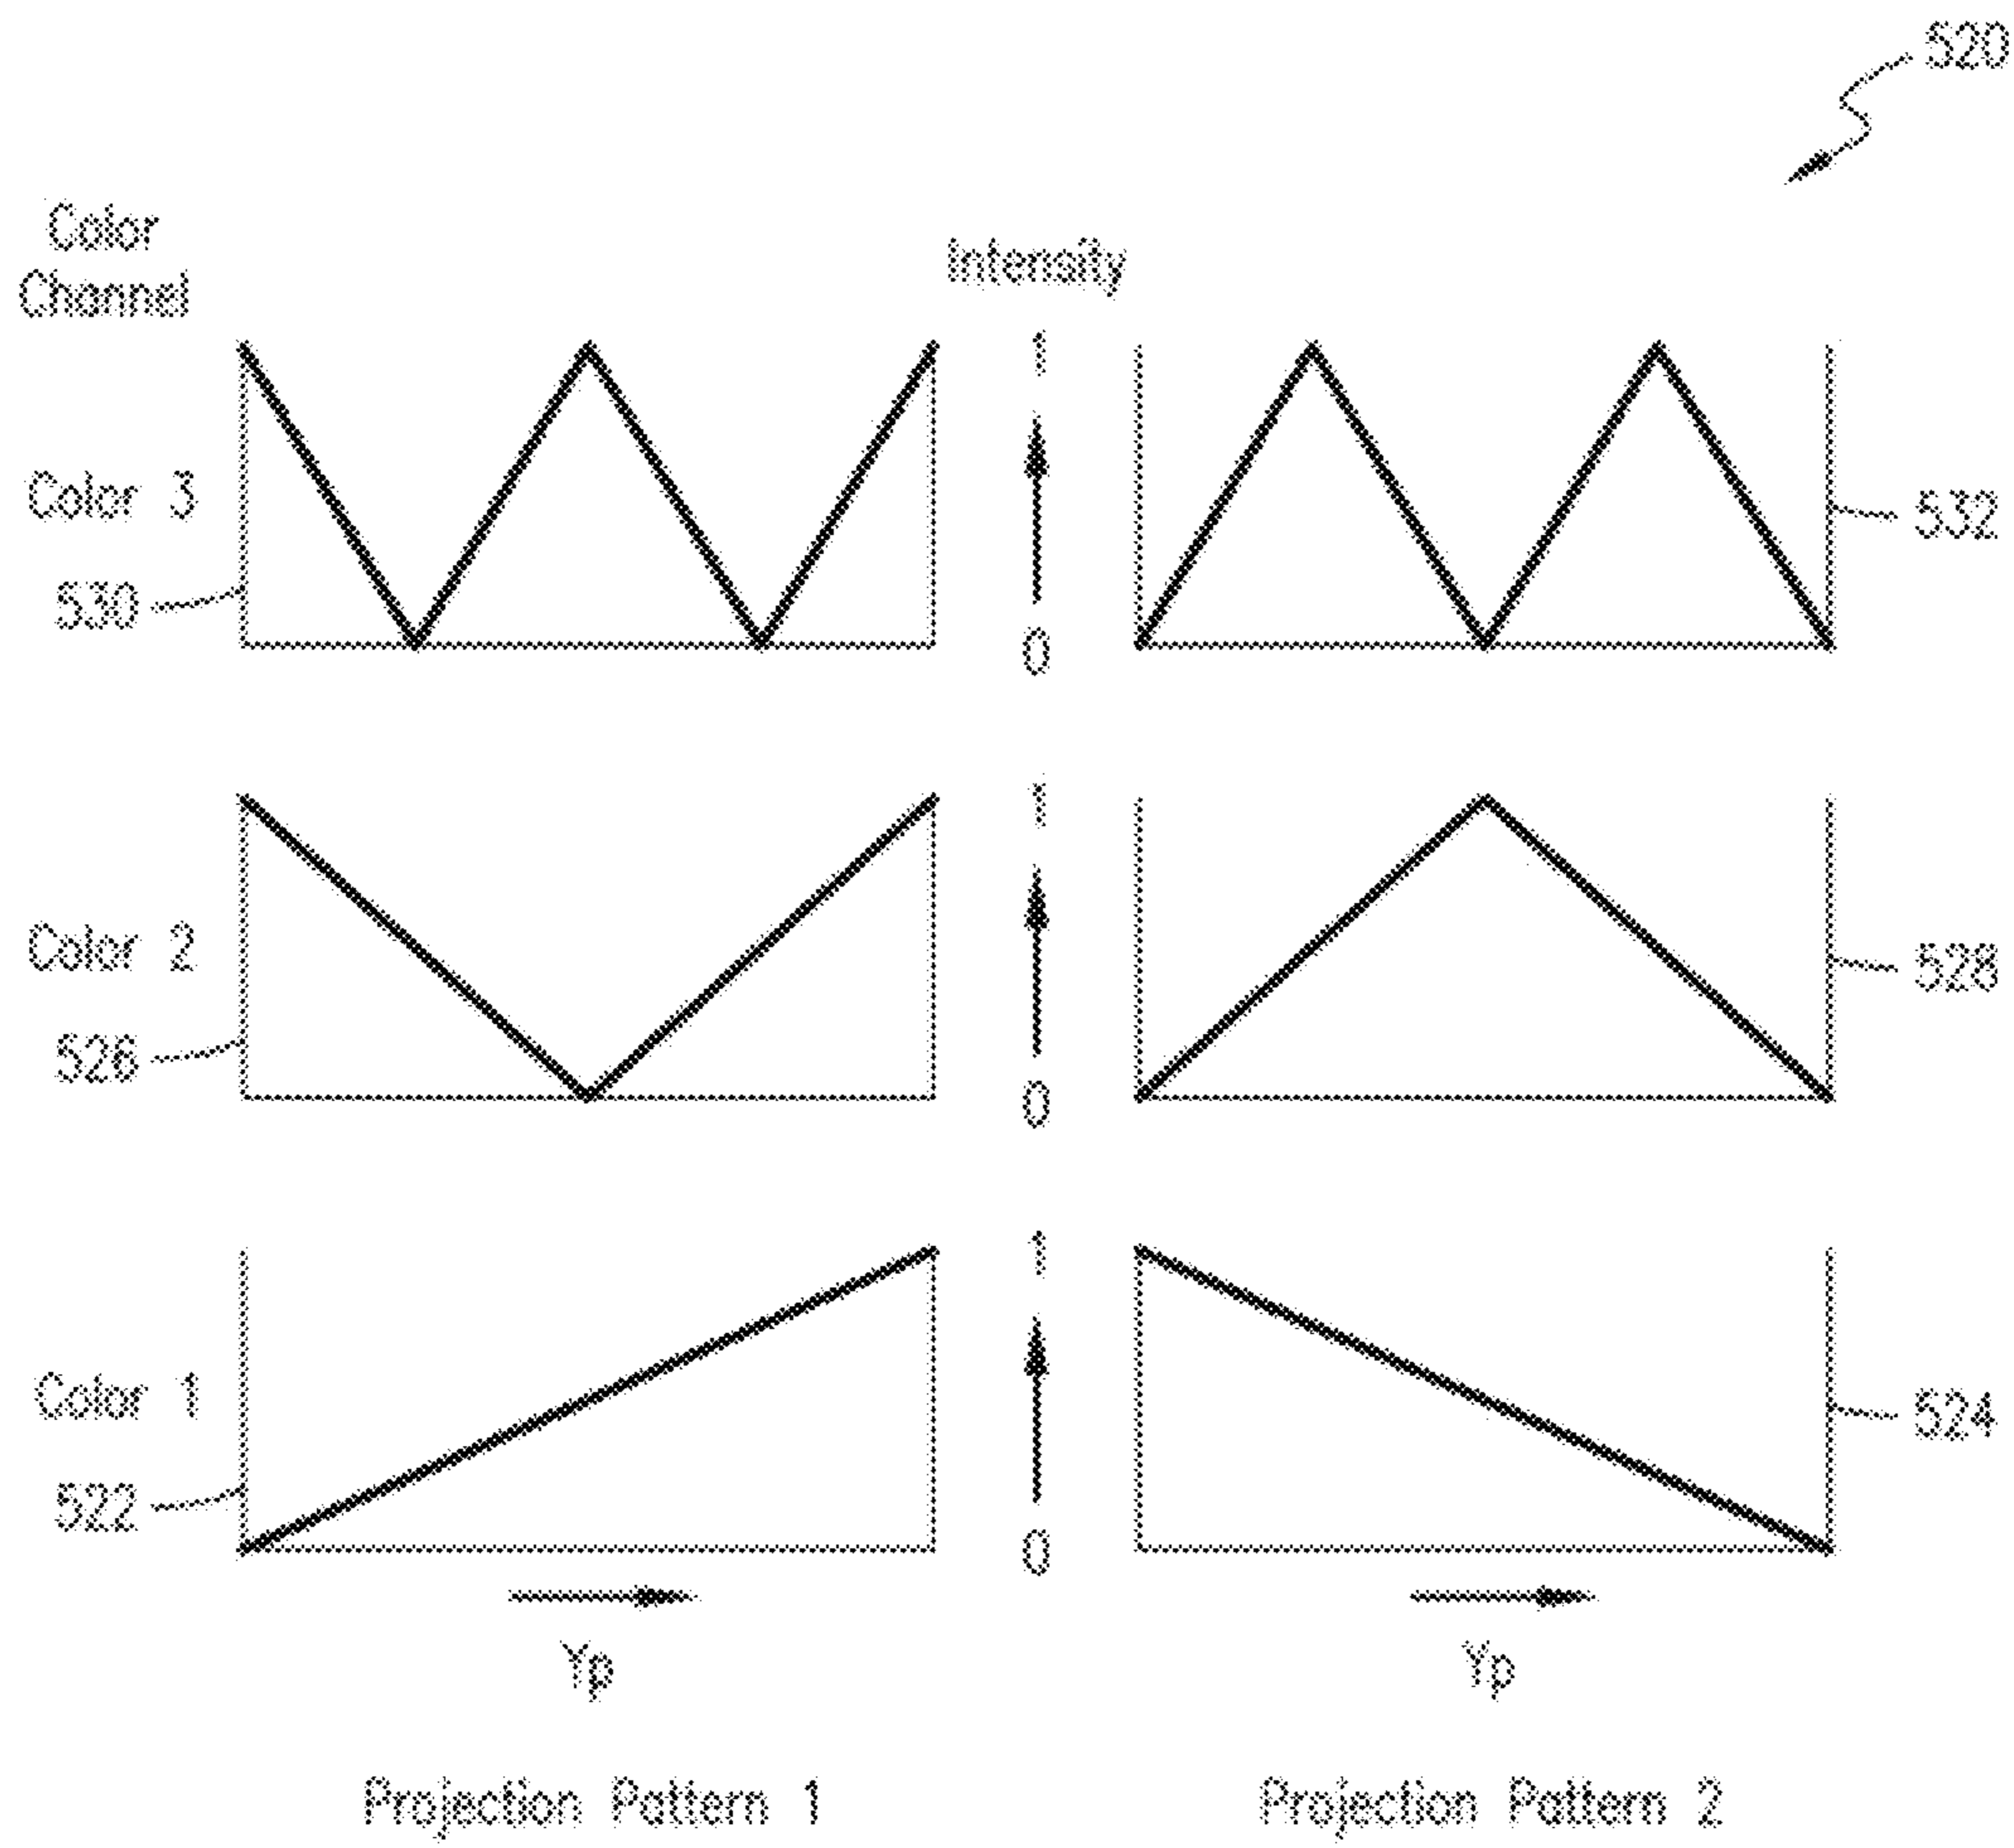 520
Color
Channel
Intensity
1
Color 3
530
532
0
1
Color 2
526
528
0
1
Color 1
522
524
0
Yp
Yp
Projection Pattern 1
Projection Pattern 2